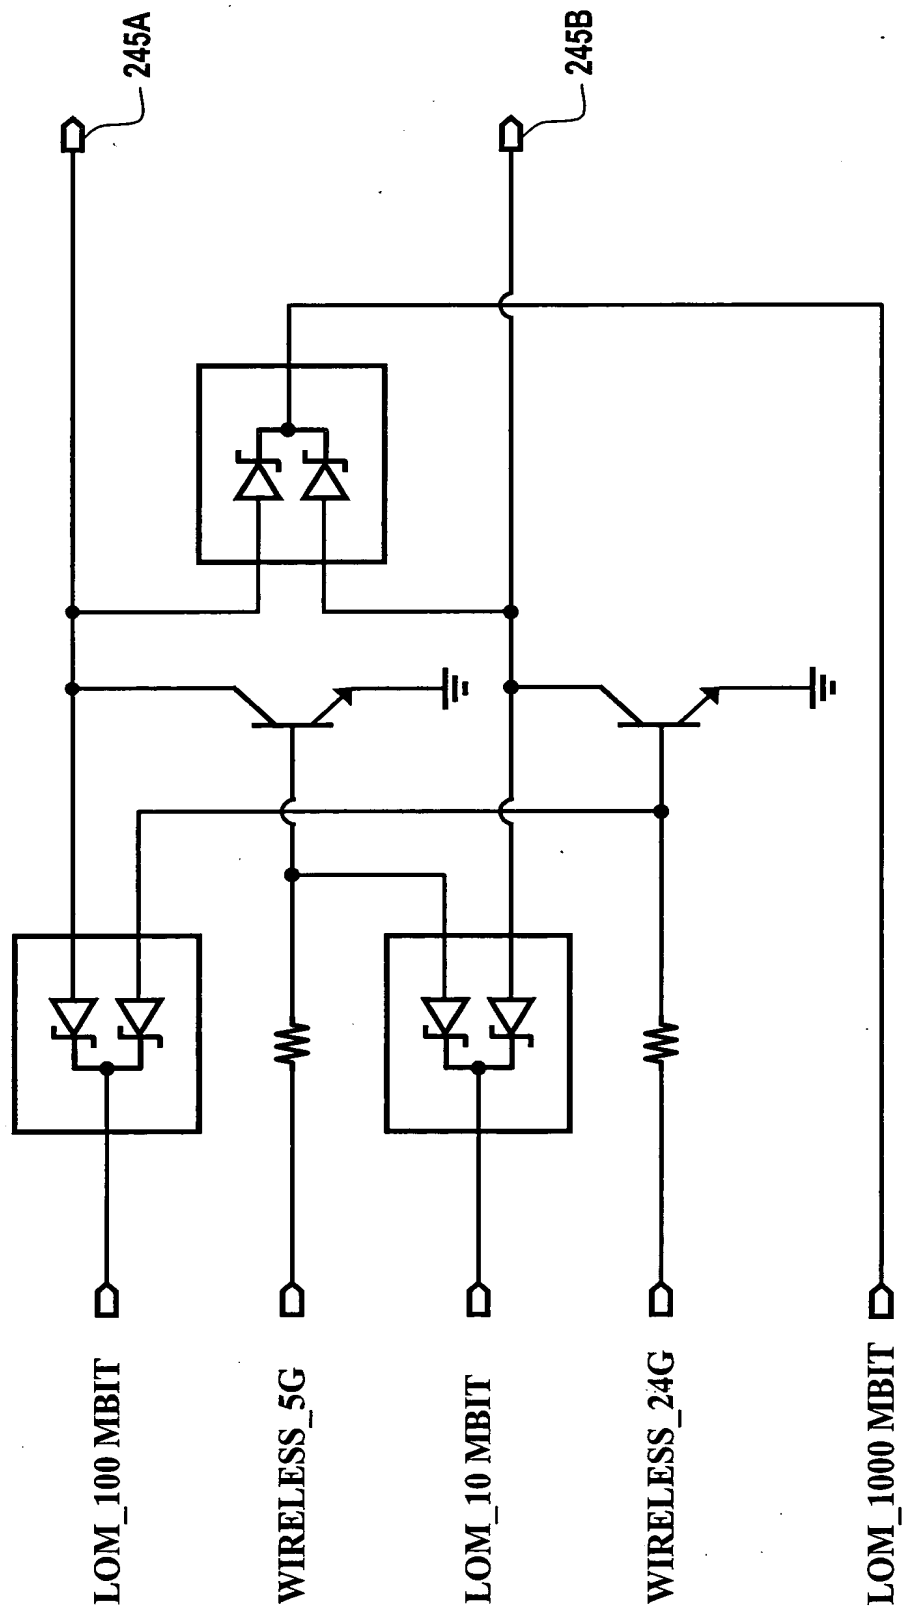 245A
245B
LOM_100 MBIT
WIRELESS_5G
LOM_10 MBIT
WIRELESS_24G
LOM_1000 MBIT